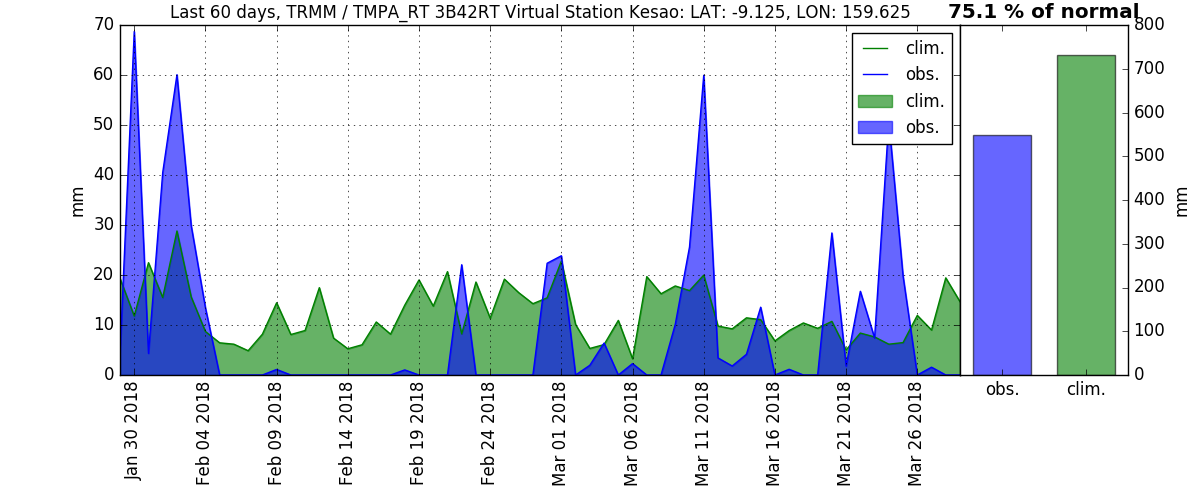 Last 60 days, TRMM / TMPA_RT 3B42RT Virtual Station Kesao: LAT: -9.125, LON: 159.625
75.1 % of normal
70
60
50
40
30
20
10
0
mm
clim.
obs.
clim.
obs.
800
700
600
500
400
300
200
100
0
mm
obs.
clim.
Jan 30 2018
Feb 04 2018
Feb 09 2018
Feb 14 2018
Feb 19 2018
Feb 24 2018
Mar 01 2018
Mar 06 2018
Mar 11 2018
Mar 16 2018
Mar 21 2018
Mar 26 2018